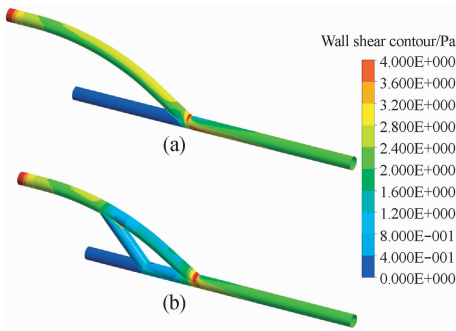 Wall shear contour/Pa
4.000E+000
3.600E+000
3.200E+000
2.800E+000
2.400E+000
2.000E+000
1.600E+000
1.200E+000
8.000E-001
4.000E-001
0.000E+000
(a)
(b)